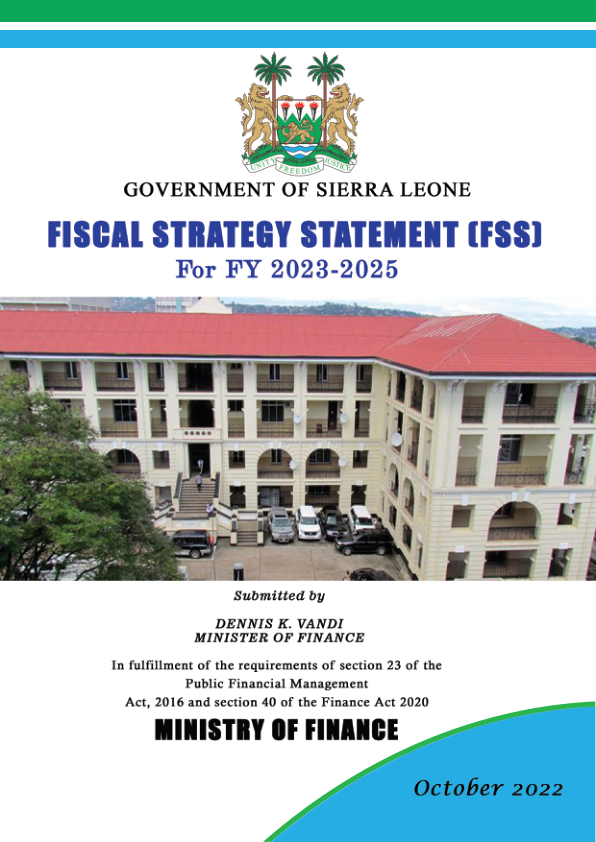 UNITY FREEDOM JUSTICE
GOVERNMENT OF SIERRA LEONE
FISCAL STRATEGY STATEMENT (FSS)
For FY 2023-2025
Submitted by
DENNIS K. VANDI
MINISTER OF FINANCE
In fulfillment of the requirements of section 23 of the
Public Financial Management
Act, 2016 and section 40 of the Finance Act 2020
MINISTRY OF FINANCE
October 2022